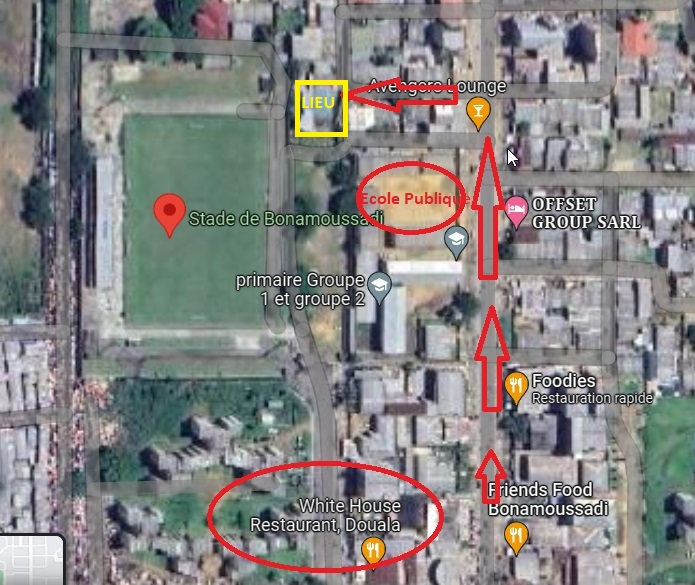 Avengers Lounge
LIEU
Ecole Publique
OFFSET
GROUP SARL
Stade de Bonamoussadi
primaire Groupe
1 et groupe 2
Foodies
Restauration rapide
Friends Food
Bonamoussadi
White House
Restaurant, Douala